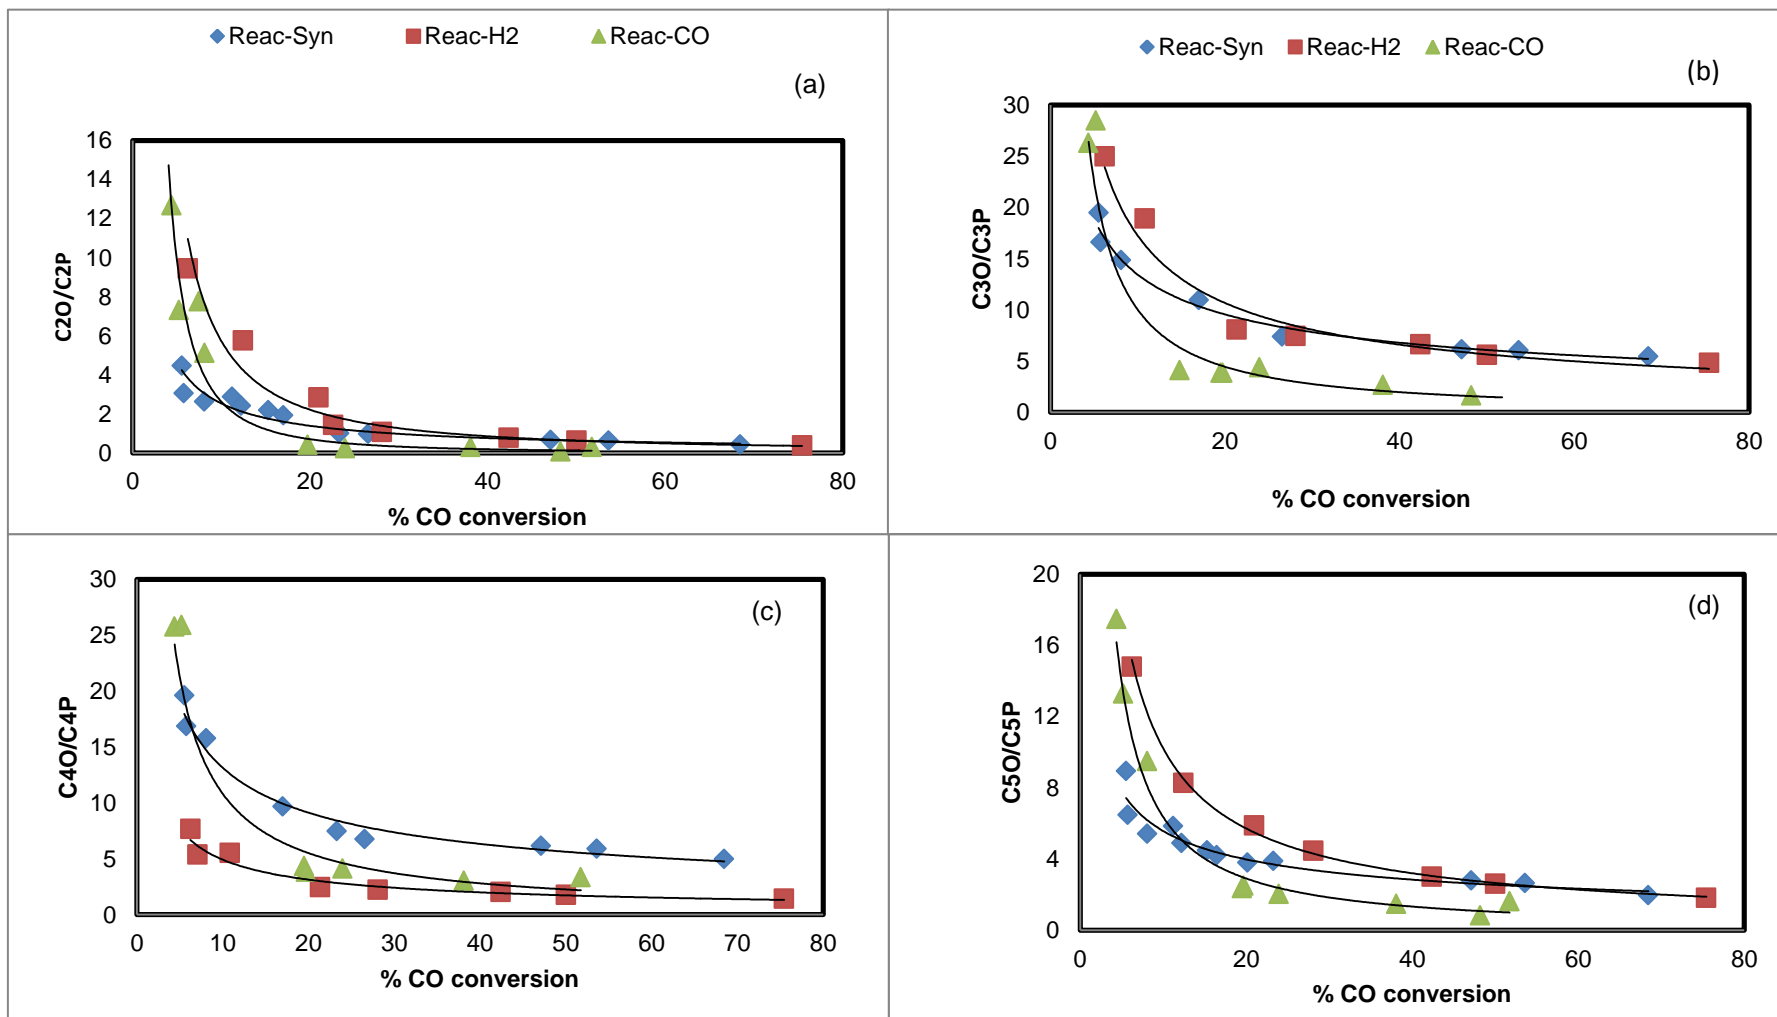 Reac-Syn Reac-H2 Reac-CO
(a)
16
14
12
10
8
6
4
2
0
0 20 40 60 80
C2O/C2P
% CO conversion
Reac-Syn Reac-H2 Reac-CO
(b)
30
25
20
15
10
5
0
0 20 40 60 80
C3O/C3P
% CO conversion
30
25
20
15
10
5
0
0 10 20 30 40 50 60 70 80
(c)
C4O/C4P
% CO conversion
20
16
12
8
4
0
0 20 40 60 80
(d)
C5O/C5P
% CO conversion